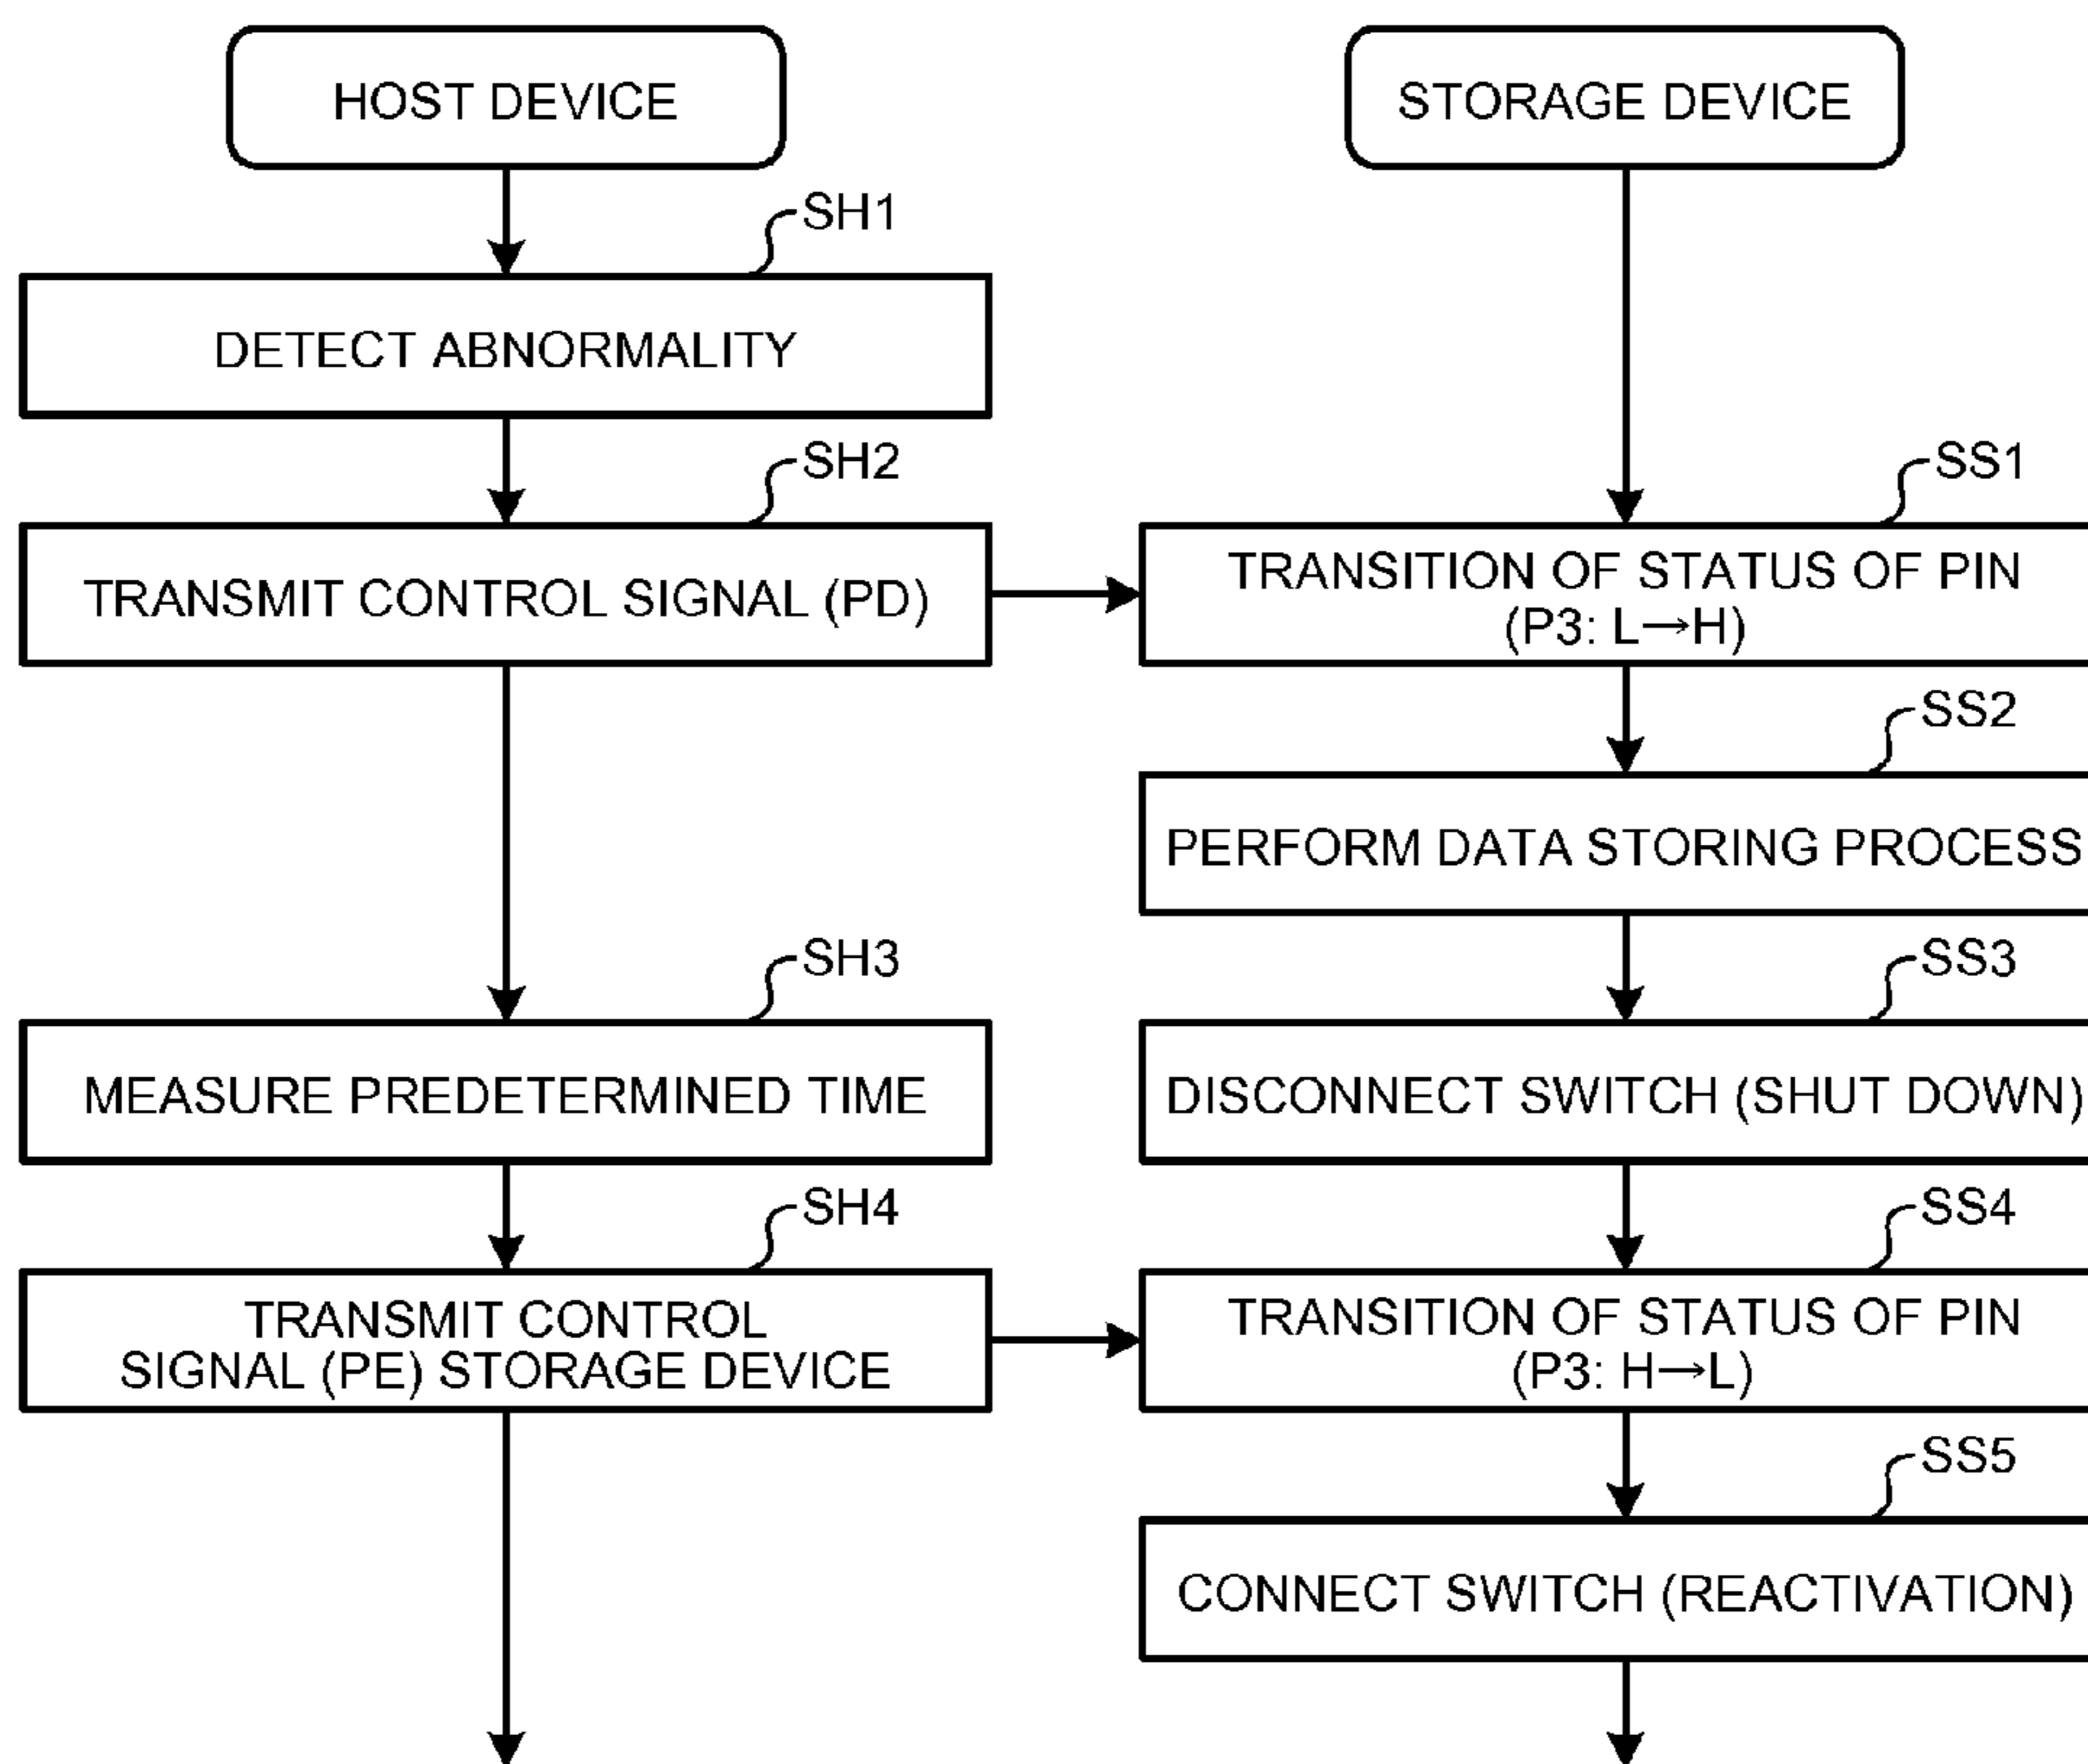 HOST DEVICE
STORAGE DEVICE
SH1
DETECT ABNORMALITY
SH2
SS1
TRANSMIT CONTROL SIGNAL (PD)
TRANSITION OF STATUS OF PIN
(P3: L→H)
SS2
PERFORM DATA STORING PROCESS
SH3
SS3
MEASURE PREDETERMINED TIME
DISCONNECT SWITCH (SHUT DOWN)
SH4
SS4
TRANSMIT CONTROL
SIGNAL (PE) STORAGE DEVICE
TRANSITION OF STATUS OF PIN
(P3: H→L)
SS5
CONNECT SWITCH (REACTIVATION)